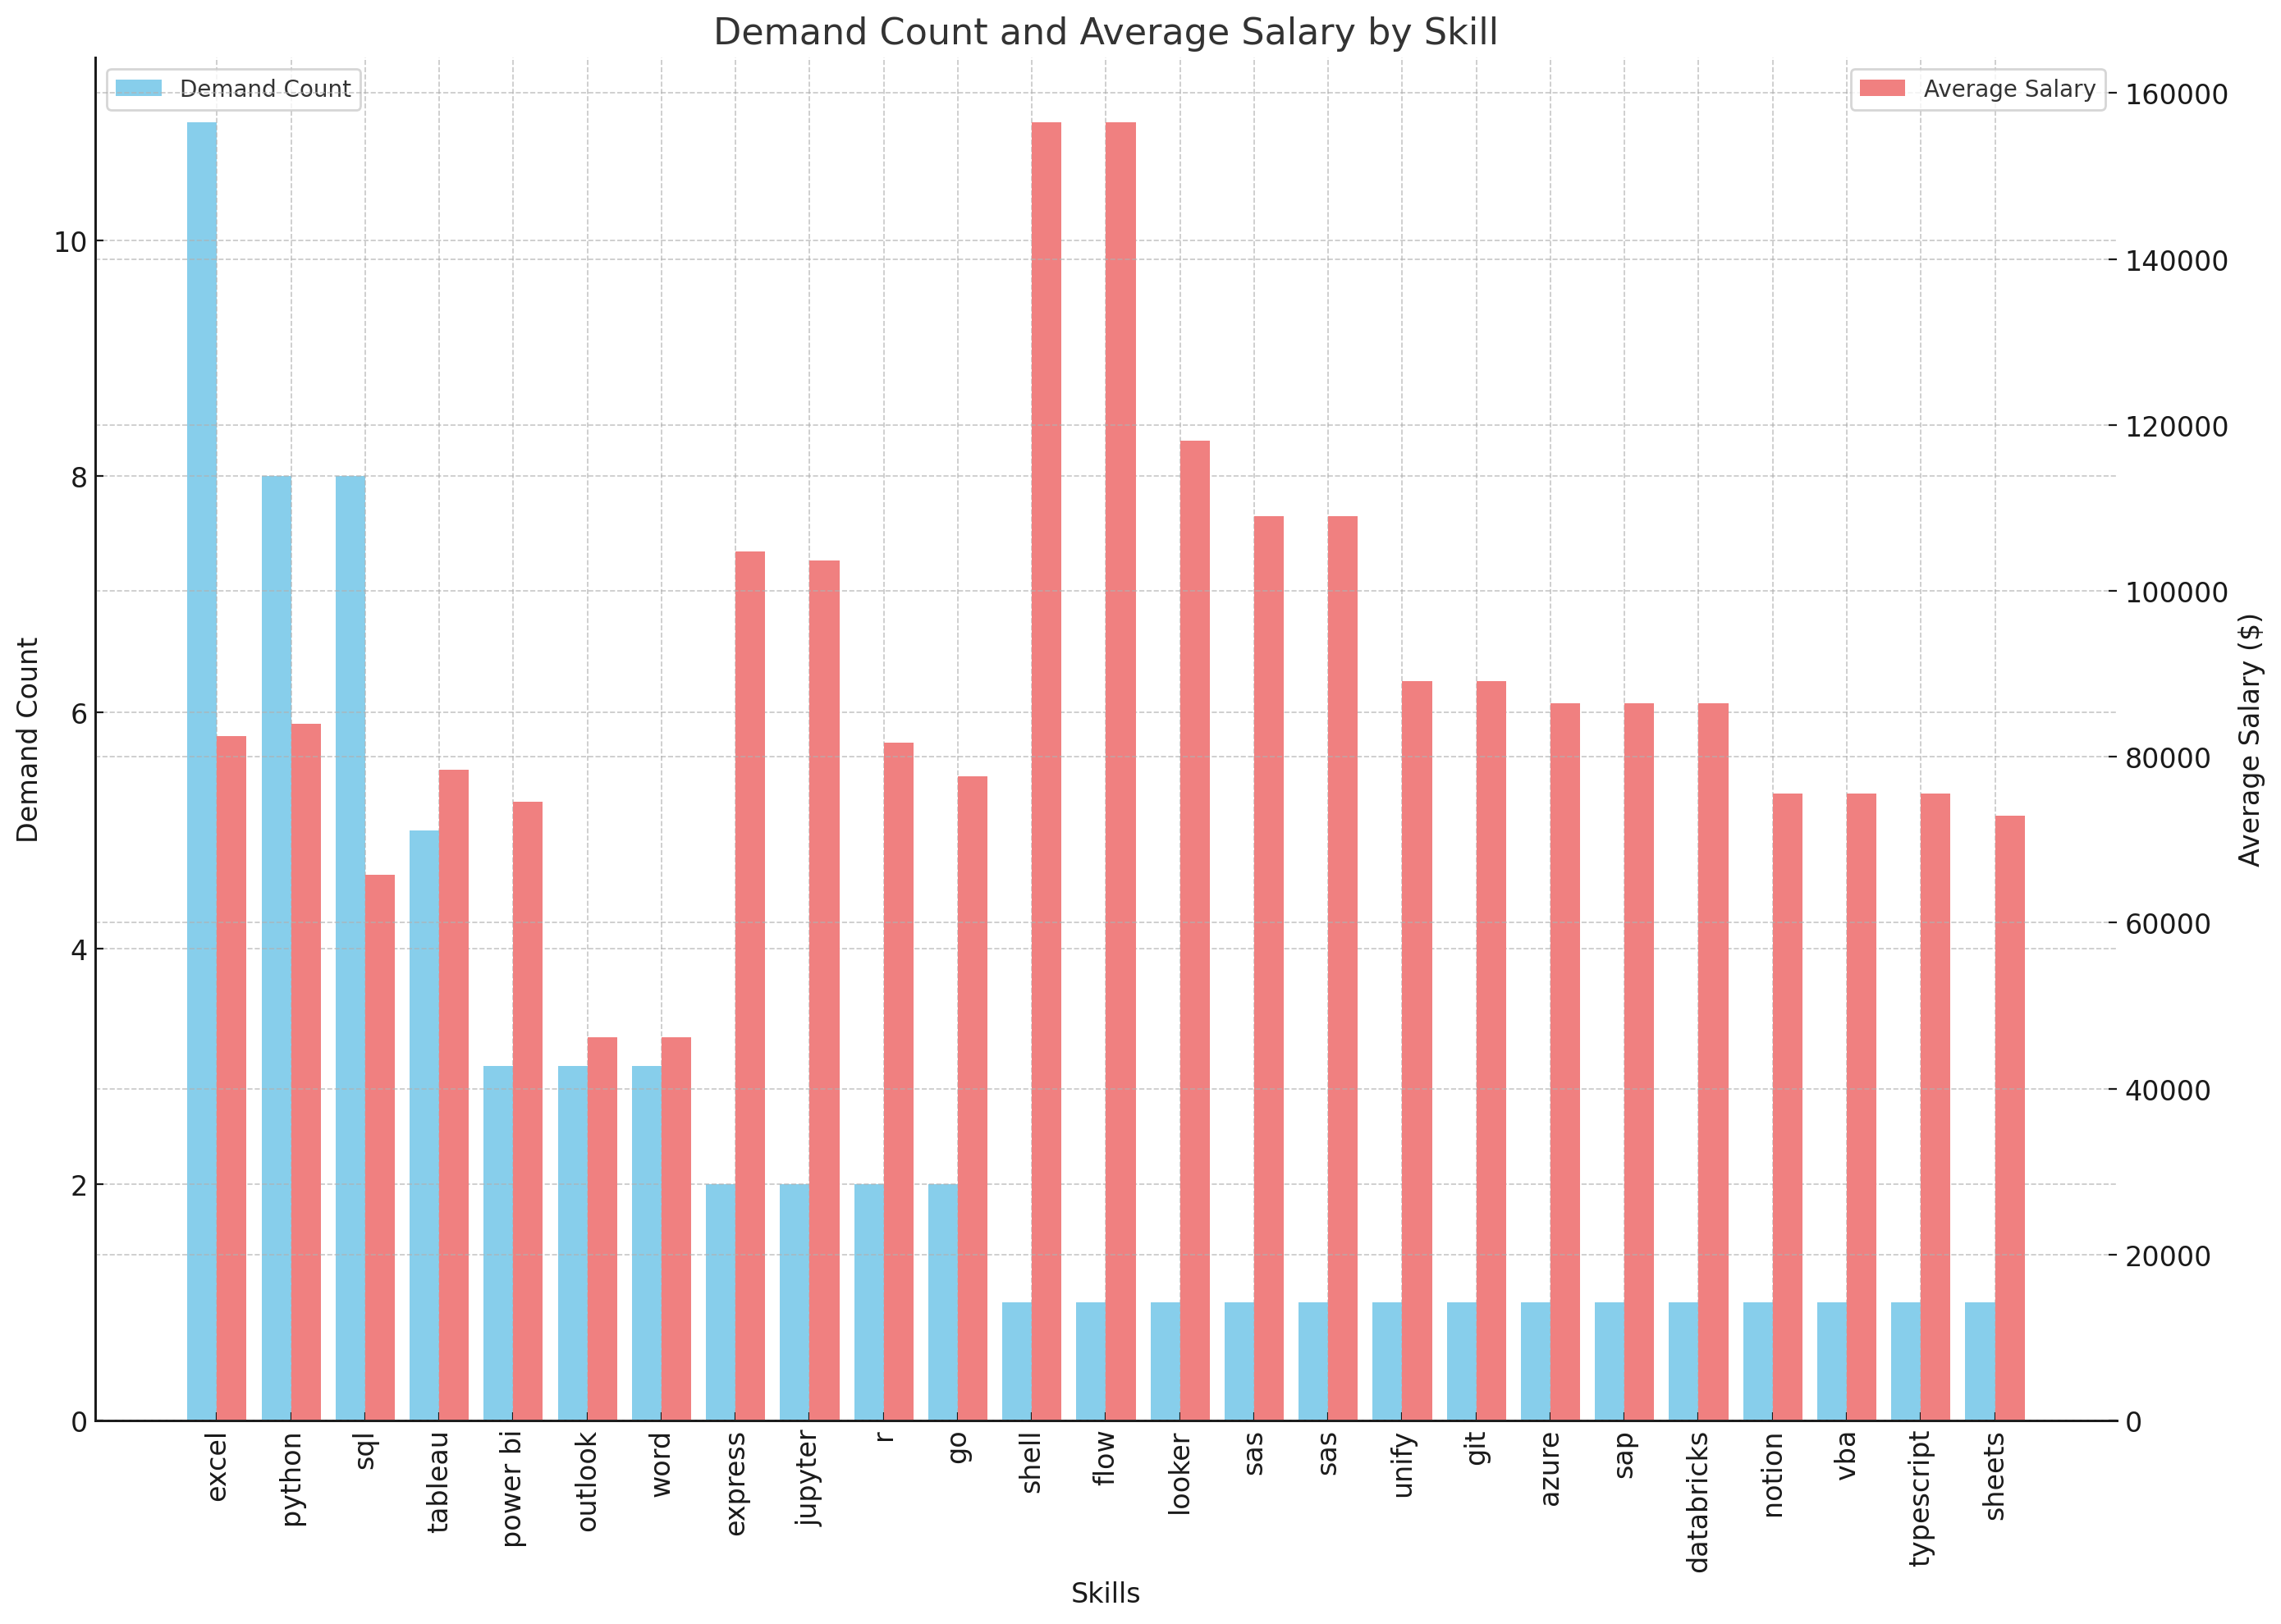 Demand Count and Average Salary by Skill
Demand Count
Average Salary
Demand Count
10
8
6
4
2
0
160000
140000
120000
100000
80000
60000
40000
20000
0
Average Salary ($)
excel
python
sql
tableau
power bi
outlook
word
express
jupyter
r
go
shell
flow
looker
sas
sas
unify
git
azure
sap
databricks
notion
vba
typescript
sheets
Skills